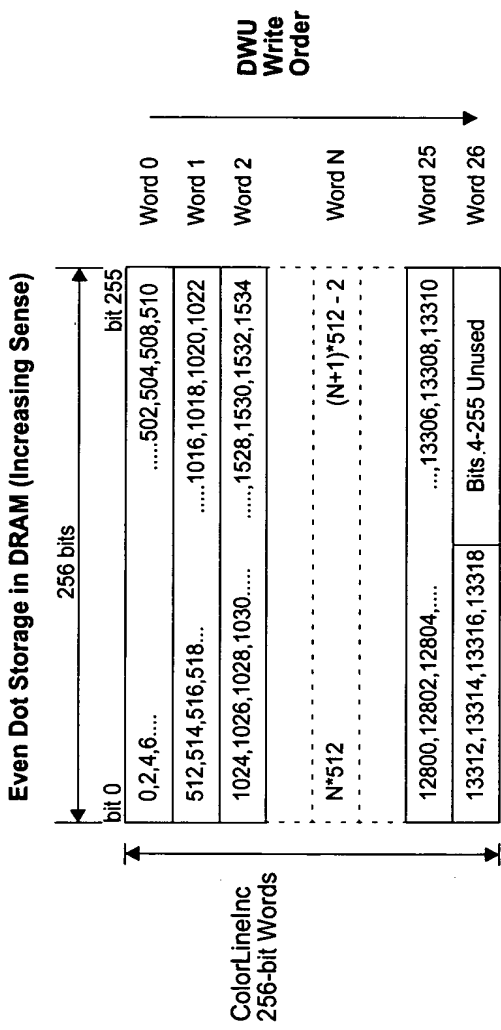 Even Dot Storage in DRAM (Increasing Sense)
256 bits
bit 0
bit 255
0,2,4,6....
......502,504,508,510
Word 0
512,514,516,518...
......1016,1018,1020,1022
Word 1
1024,1026,1028,1030.....
......,1528,1530,1532,1534
Word 2
N*512
(N+1)*512 - 2
Word N
12800,12802,12804,....
...,13306,13308,13310
Word 25
13312,13314,13316,13318
Bits 4-255 Unused
Word 26
ColorLineInc
256-bit Words
DWU
Write
Order